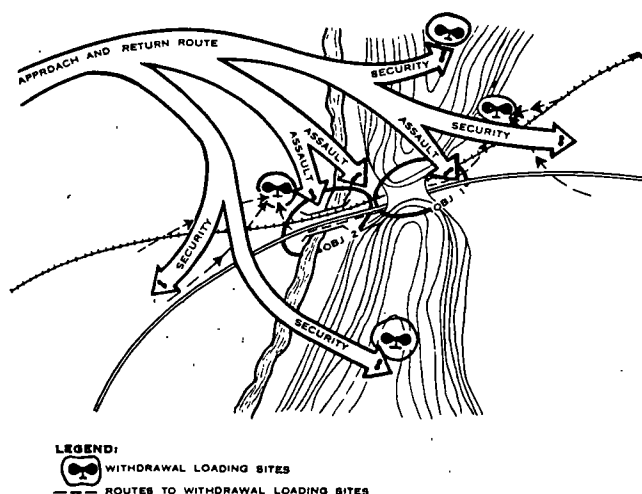 APPROACH AND RETURN ROUTE
SECURITY
SECURITY
ASSAULT
ASSAULT
ASSAULT
OBJ 1
OBJ 2
SECURITY
SECURITY
LEGEND:
WITHDRAWAL LOADING SITES
ROUTES TO WITHDRAWAL LOADING SITES